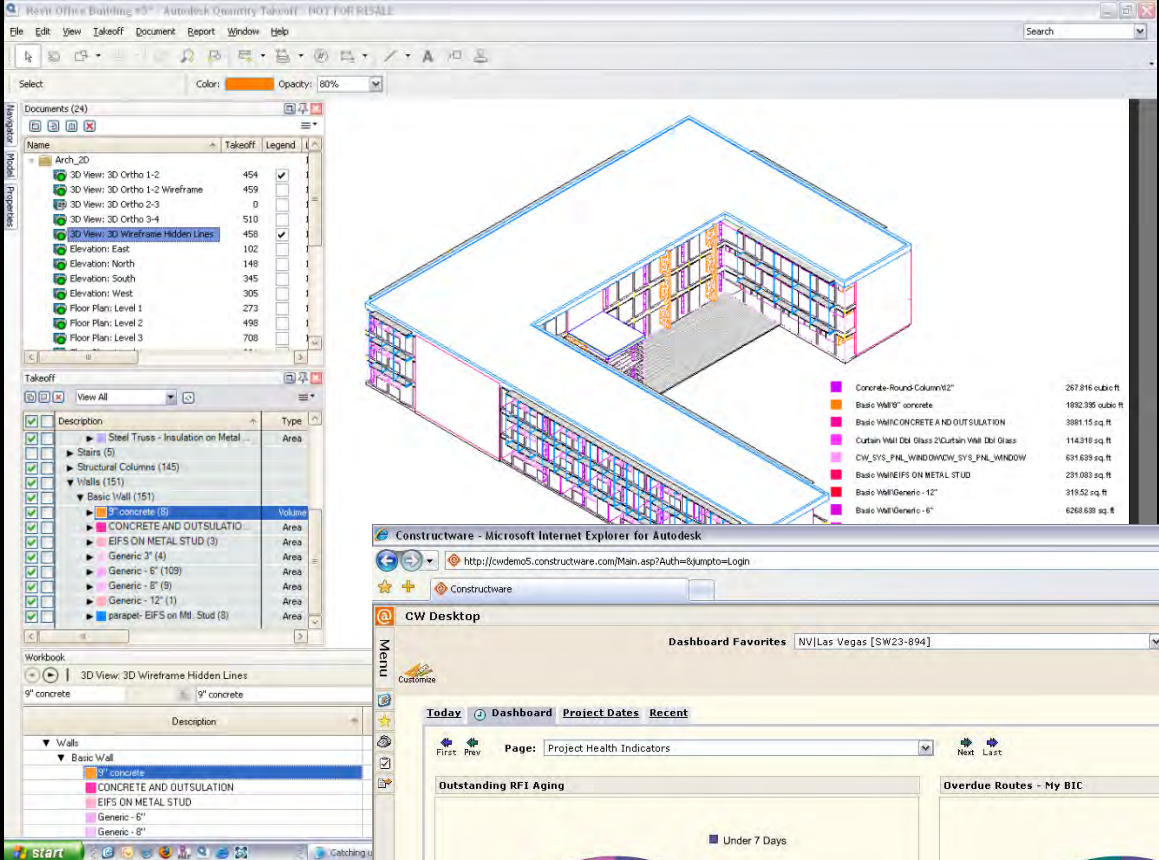 Revit Office Building #3* - Autodesk Quantity Takeoff - NOT FOR RESALE
File Edit View Takeoff Document Report Window Help
Search
A
Select Color: Opacity: 80%
Navigator
Model
Properties
Documents (24)
Name Takeoff Legend
Arch_2D
3D View: 3D Ortho 1-2 454
3D View: 3D Ortho 1-2 Wireframe 459
3D View: 3D Ortho 2-3 0
3D View: 3D Ortho 3-4 510
3D View: 3D Wireframe Hidden Lines 458
Elevation: East 102
Elevation: North 148
Elevation: South 345
Elevation: West 305
Floor Plan: Level 1 273
Floor Plan: Level 2 498
Floor Plan: Level 3 708
Takeoff
View All
Description Type
Steel Truss - Insulation on Metal ... Area
Stairs (5)
Structural Columns (145)
Walls (151)
Basic Wall (151)
9" concrete (8) Volume
CONCRETE AND OUTSULATIO... Area
EIFS ON METAL STUD (3) Area
Generic 3" (4) Area
Generic - 6" (109) Area
Generic - 8" (9) Area
Generic - 12" (1) Area
parapet- EIFS on Mtl. Stud (8) Area
Concrete-Round-Column\12" 267.816 cubic ft
Basic Wall\9" concrete 1892.395 cubic ft
Basic Wall\CONCRETE AND OUTSULATION 3881.15 sq. ft
Curtain Wall Dbl Glass 2\Curtain Wall Dbl Glass 114.318 sq. ft
CW_SYS_PNL_WINDOW\CW_SYS_PNL_WINDOW 631.639 sq. ft
Basic Wall\EIFS ON METAL STUD 231.083 sq. ft
Basic Wall\Generic - 12" 319.52 sq. ft
Basic Wall\Generic - 6" 6268.689 sq. ft
Workbook
3D View: 3D Wireframe Hidden Lines
9" concrete 9" concrete
Description
Walls
Basic Wall
9" concrete
CONCRETE AND OUTSULATION
EIFS ON METAL STUD
Generic - 6"
Generic - 8"
start
Catching u
Constructware - Microsoft Internet Explorer for Autodesk
http://cwdemo5.constructware.com/Main.asp?Auth=&jumpto=Login
Constructware
CW Desktop
Menu
Dashboard Favorites NV|Las Vegas [SW23-894]
Customize
Today Dashboard Project Dates Recent
First Prev Page: Project Health Indicators Next Last
Outstanding RFI Aging Overdue Routes - My BIC
Under 7 Days